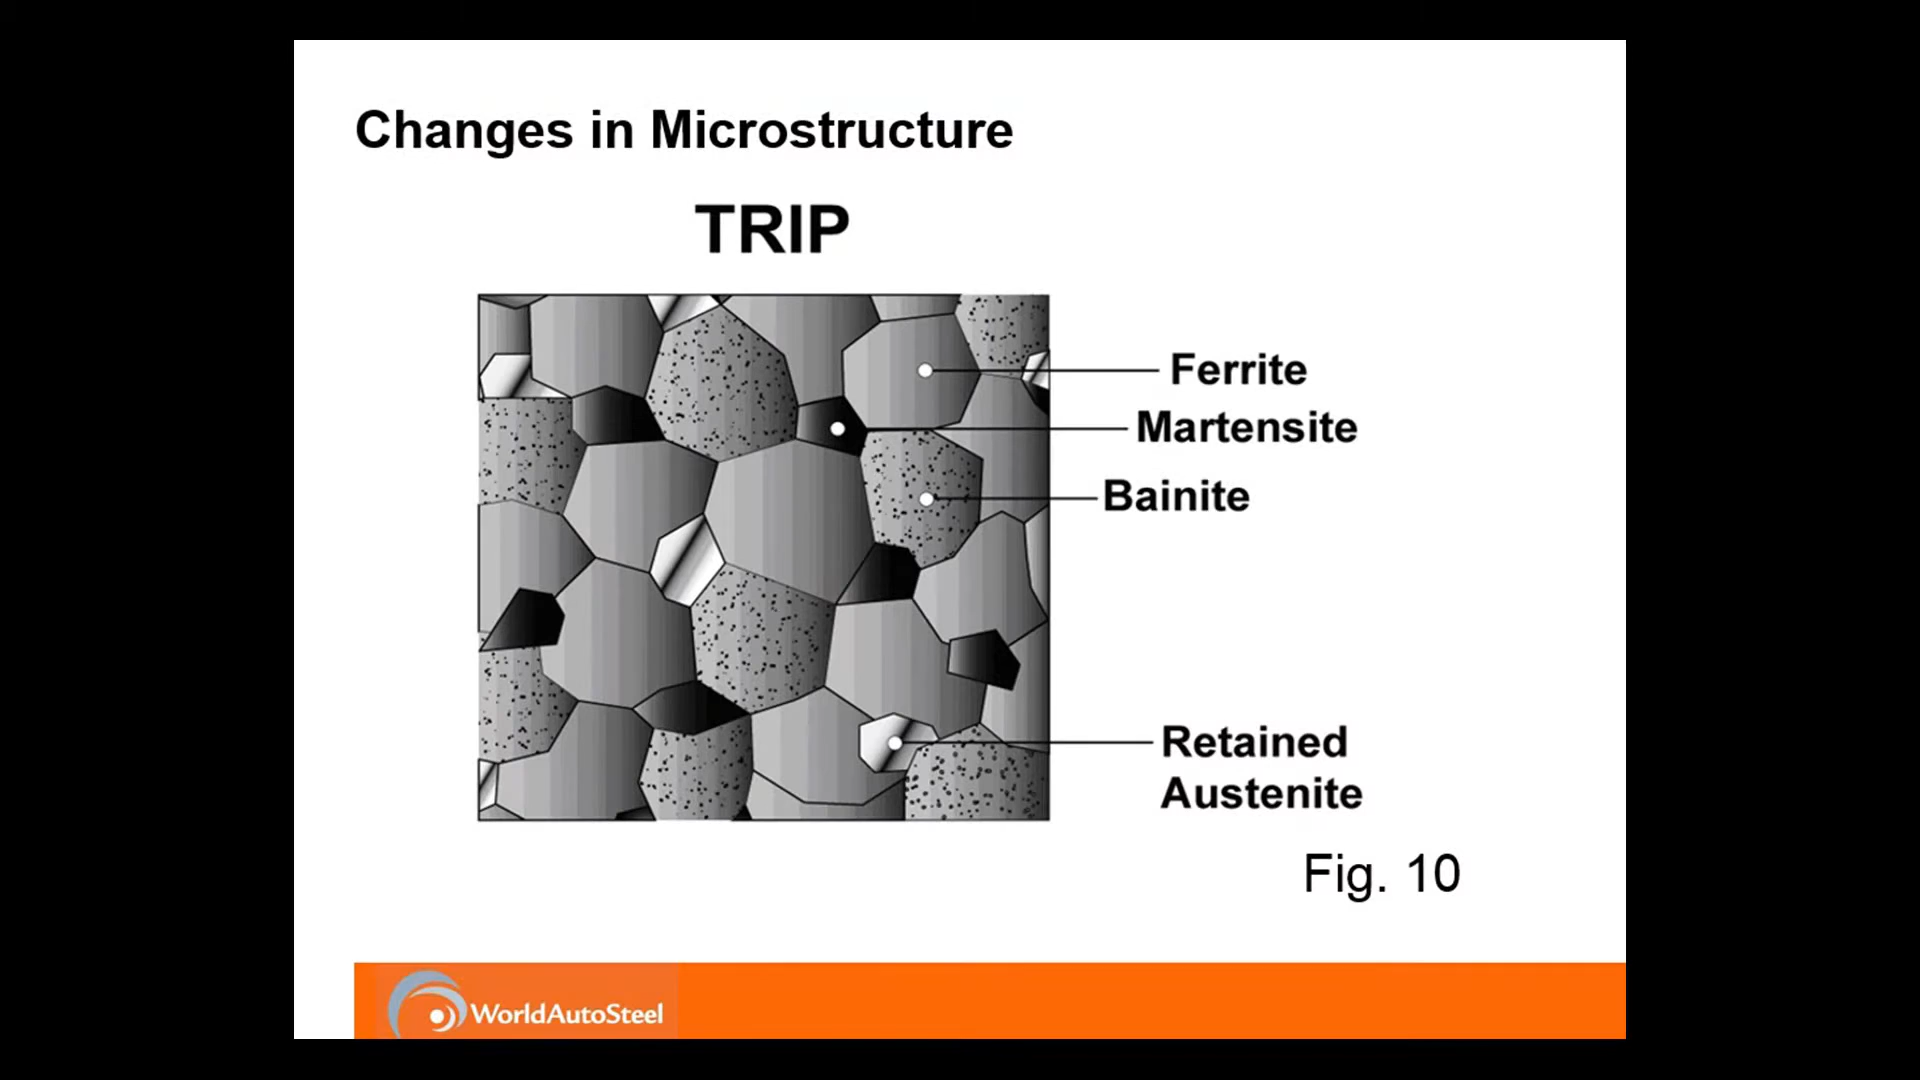 Changes in Microstructure
TRIP
Ferrite
Martensite
Bainite
Retained
Austenite
Fig. 10
WorldAutoSteel